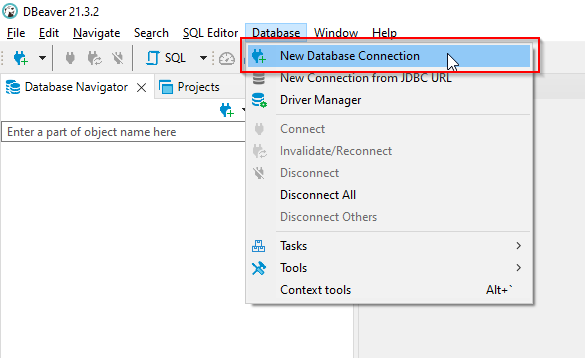 DBeaver 21.3.2
File Edit Navigate Search SQL Editor Database Window Help
SQL
Database Navigator Projects
Enter a part of object name here
New Database Connection
New Connection from JDBC URL
Driver Manager
Connect
Invalidate/Reconnect
Disconnect
Disconnect All
Disconnect Others
Tasks
Tools
Context tools Alt+`